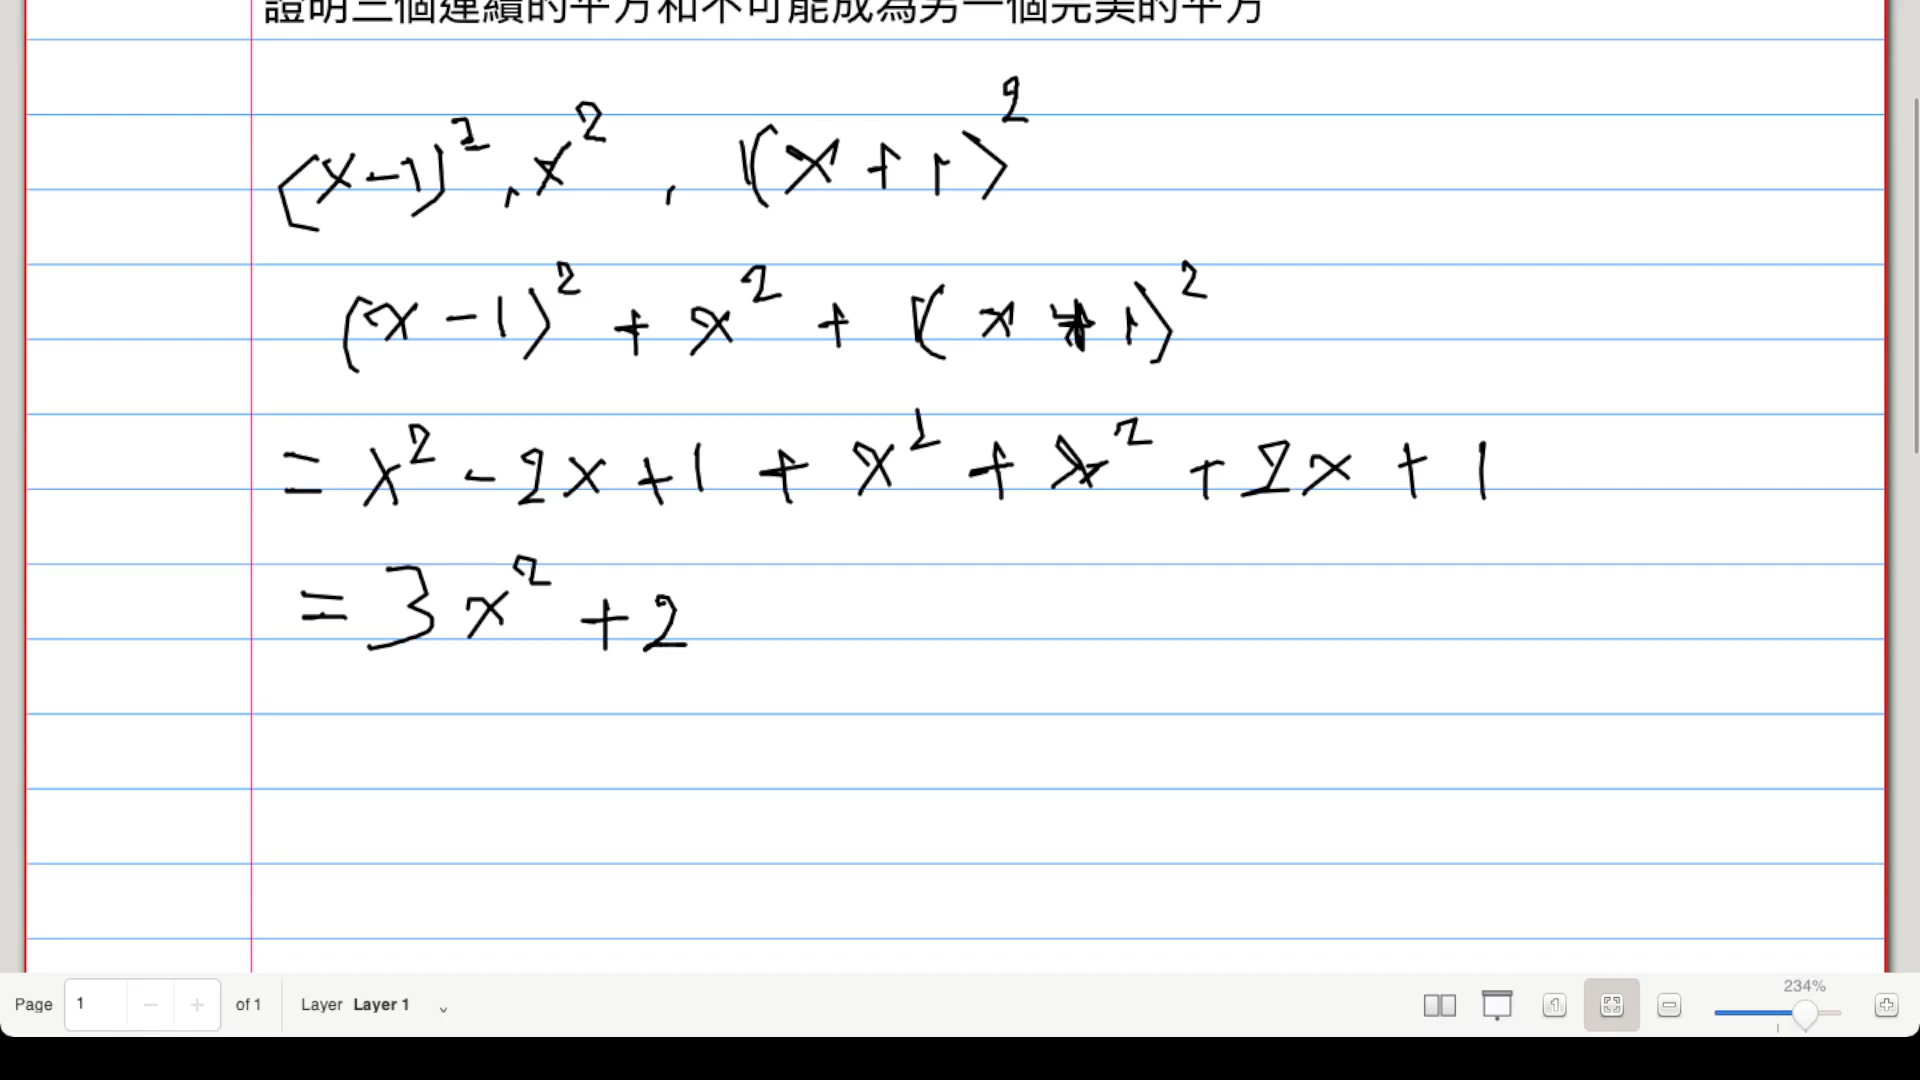 證明三個連續的平方和不可能成為另一個完美的平方
(x-1)², x², (x+1)²
(x-1)² + x² + (x+1)²
= x² - 2x + 1 + x² + x² + 2x + 1
= 3x² + 2
Page 1 of 1 Layer Layer 1 234%